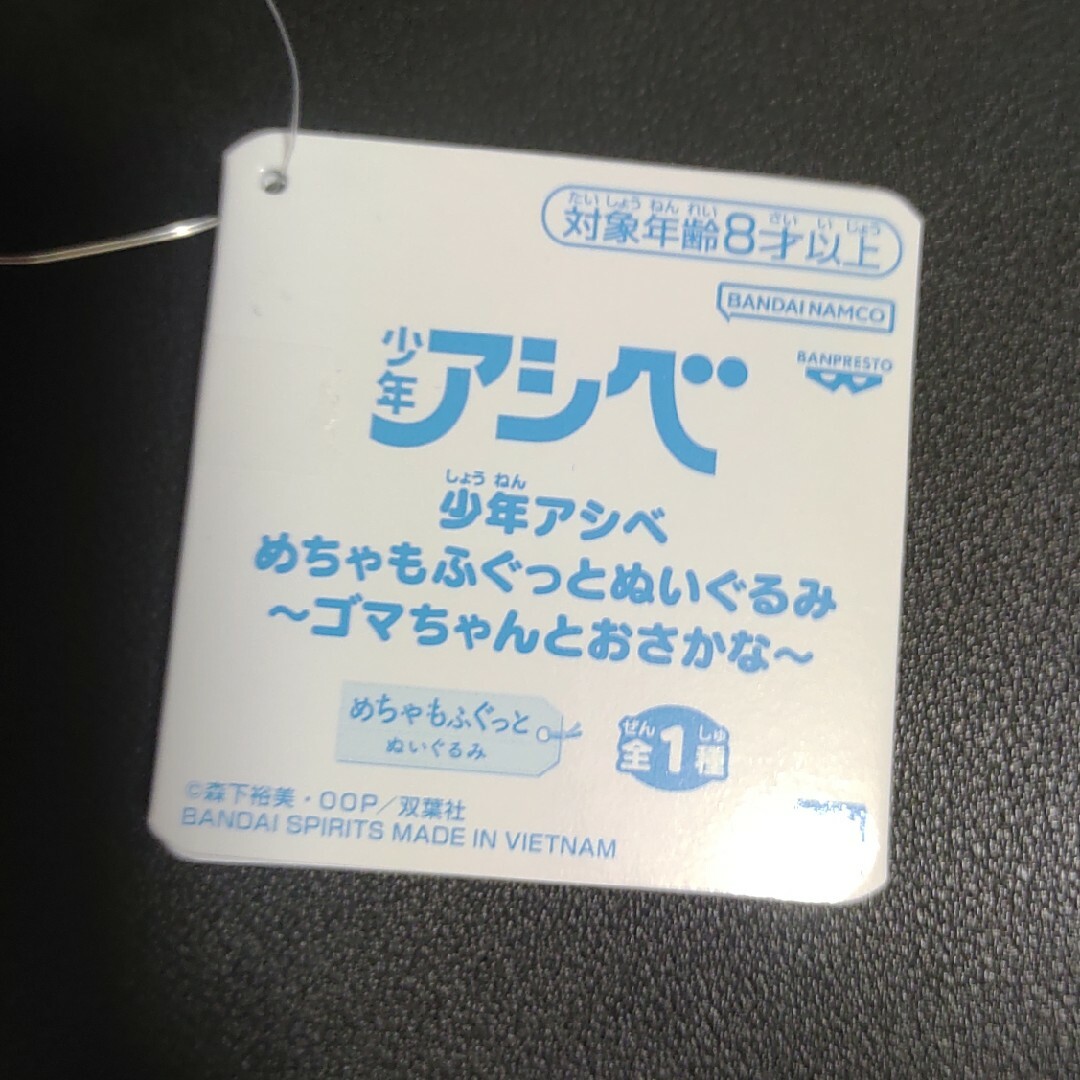 たいしょうねんれい さいいじょう
対象年齢8才以上
BANDAI NAMCO
BANPRESTO
少年アシベ
しょうねん
少年アシベ
めちゃもふぐっとぬいぐるみ
〜ゴマちゃんとおさかな〜
めちゃもふぐっと
ぬいぐるみ
ぜん しゅ
全1種
©森下裕美・OOP/双葉社
BANDAI SPIRITS MADE IN VIETNAM